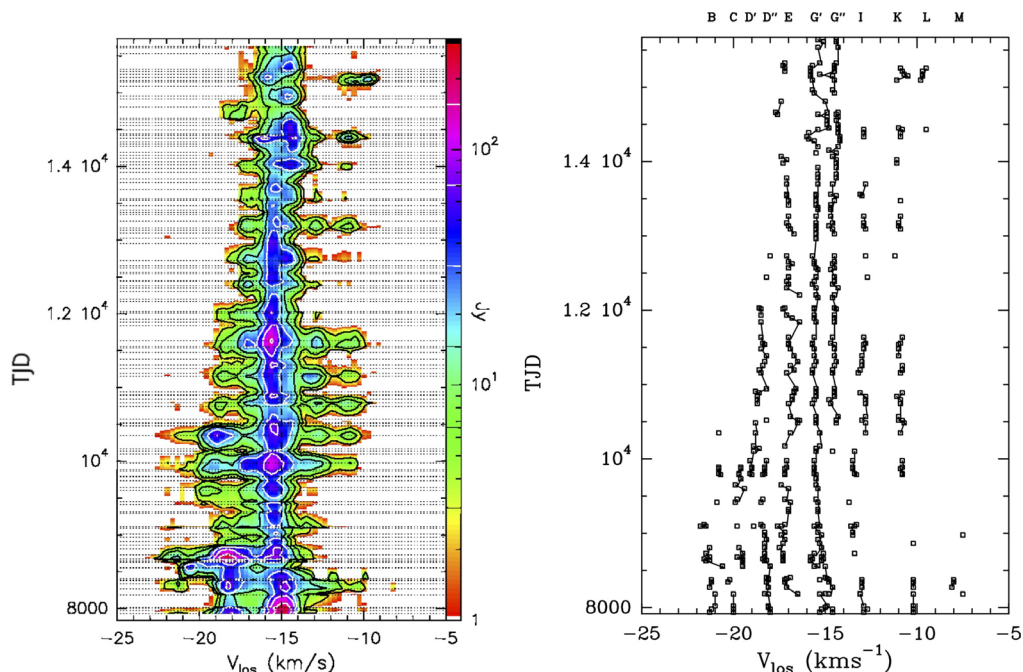 B C D' D" E G' G" I K L M
1.4 10⁴
1.2 10⁴
10⁴
8000
TJD
−25 −20 −15 −10 −5
V_los (km/s)
10²
10¹
1
Jy
1.4 10⁴
1.2 10⁴
10⁴
8000
TJD
−25 −20 −15 −10 −5
V_los (kms⁻¹)